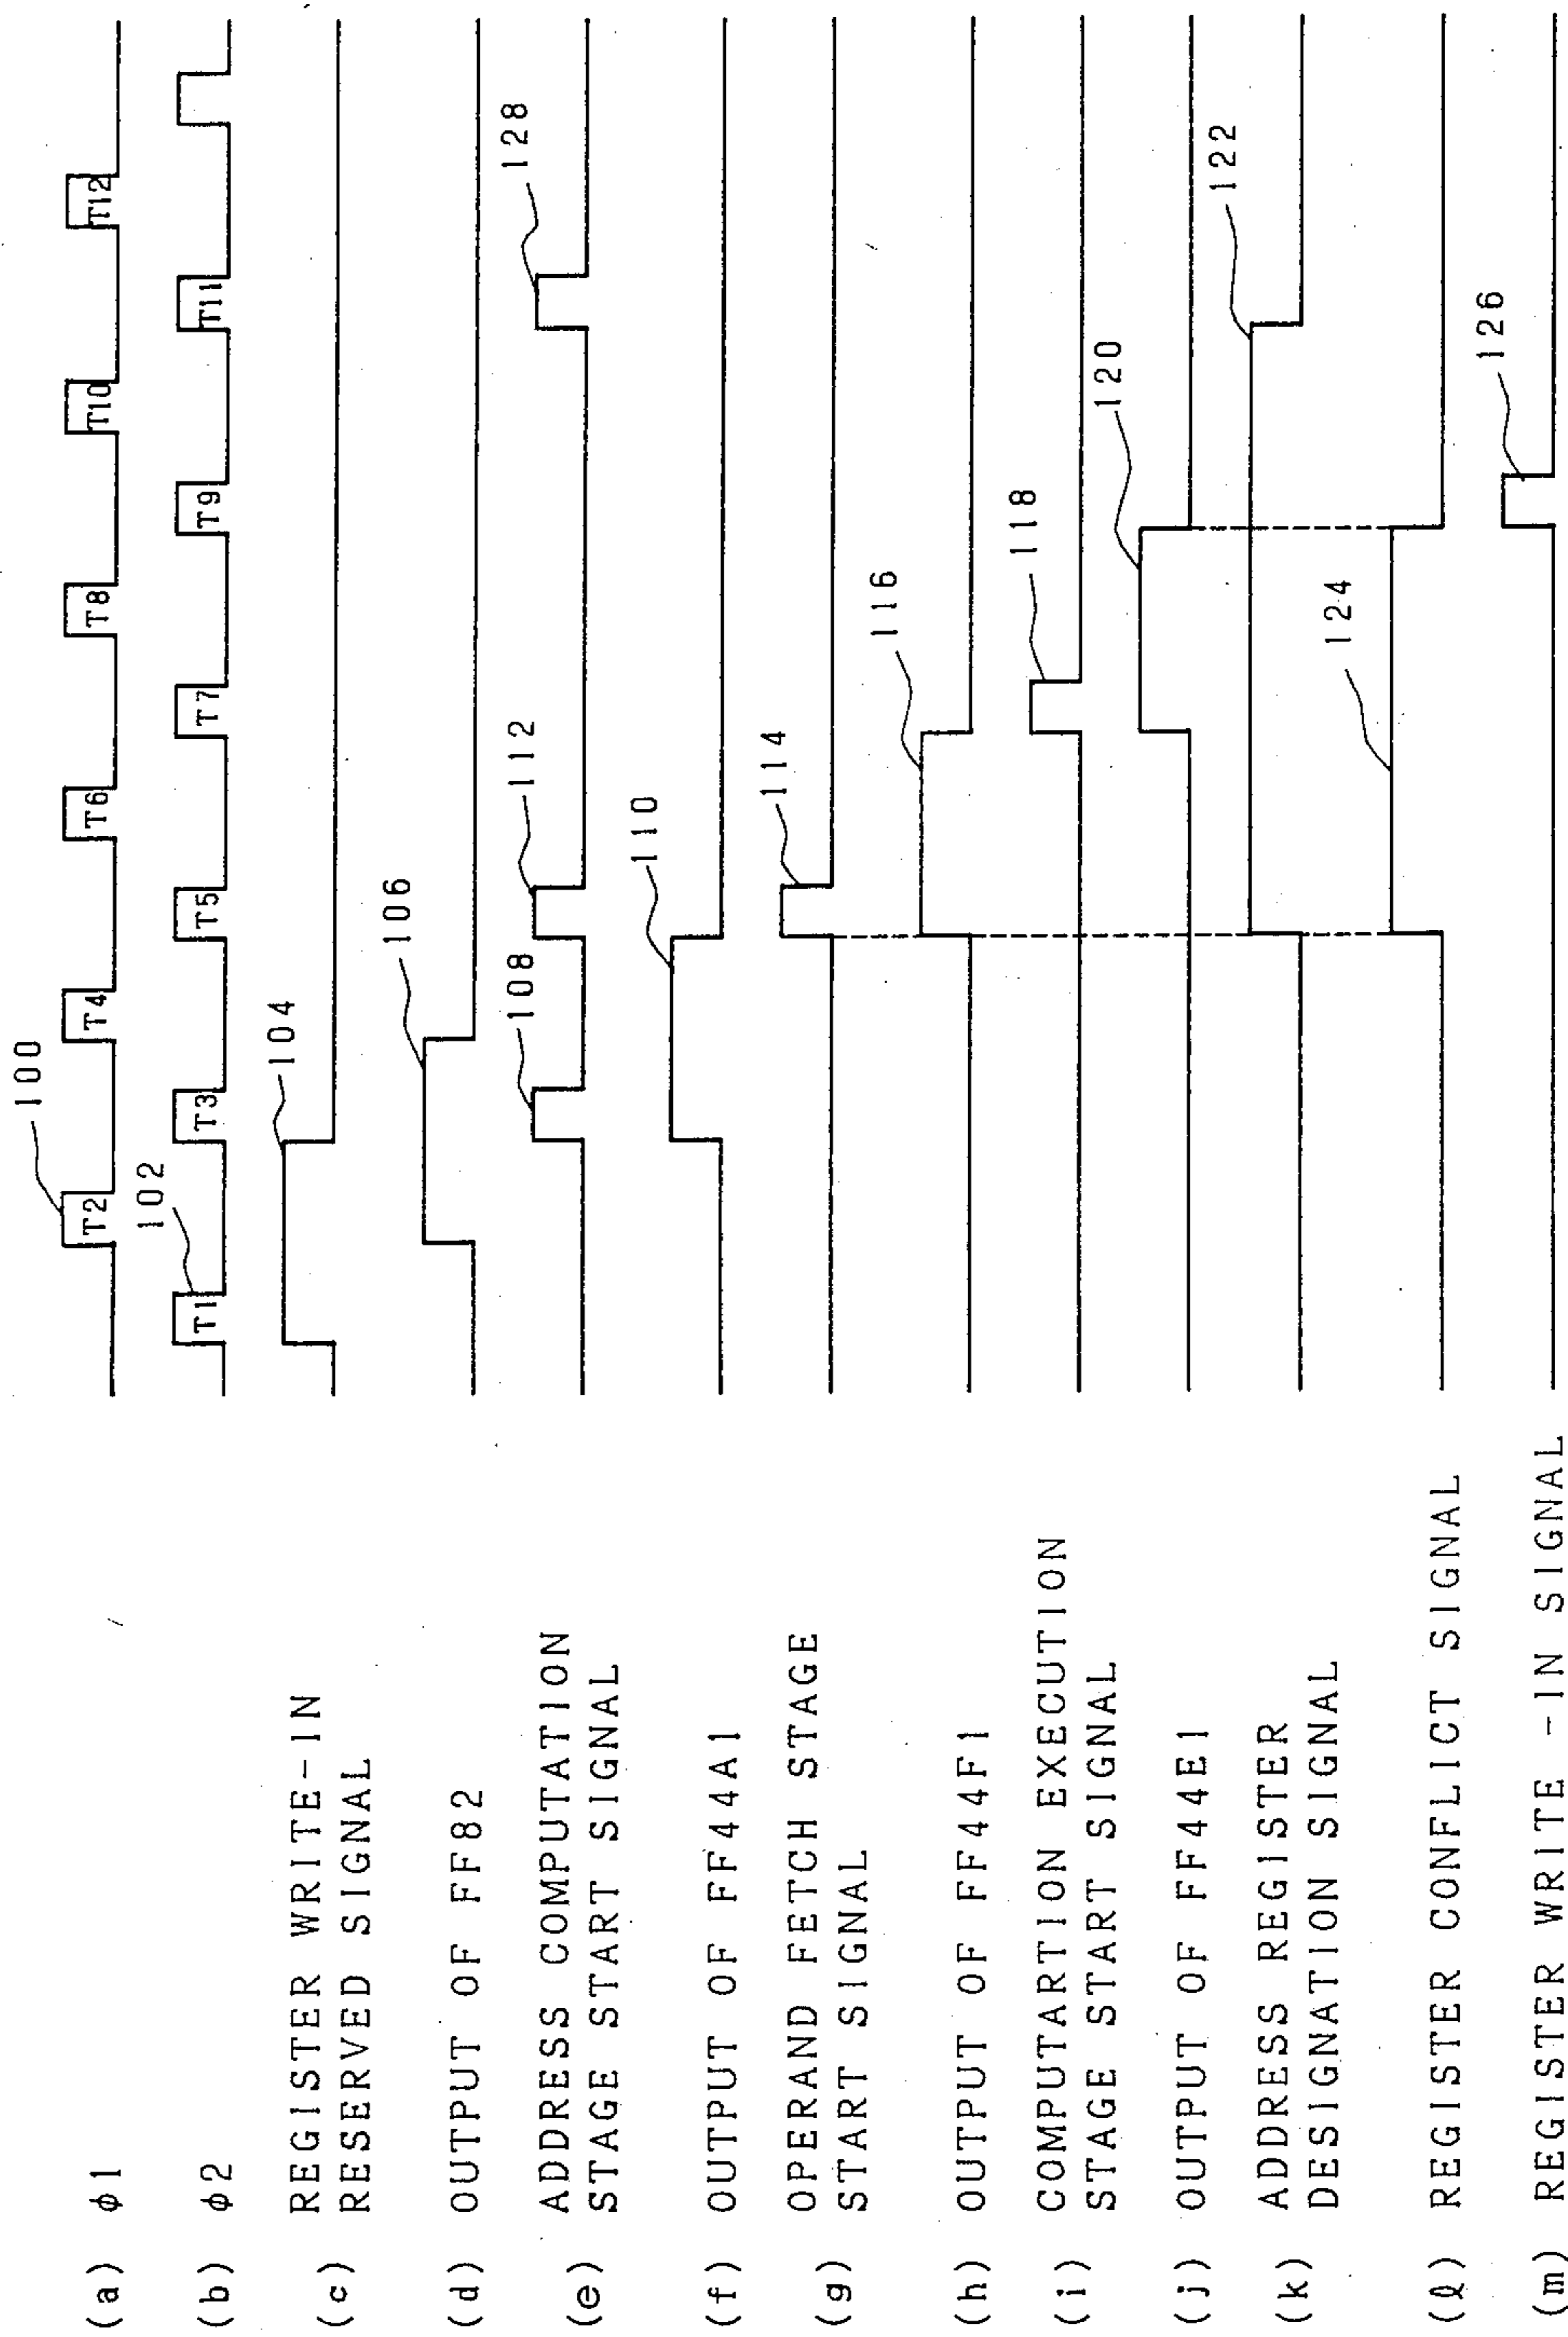 (a) φ1
100
T2
T4
T6
T8
T10
T12
(b) φ2
102
T1
T3
T5
T7
T9
T11
(c) REGISTER WRITE-IN
RESERVED SIGNAL
104
(d) OUTPUT OF FF82
106
(e) ADDRESS COMPUTATION
STAGE START SIGNAL
108
112
128
(f) OUTPUT OF FF44A1
110
(g) OPERAND FETCH STAGE
START SIGNAL
114
(h) OUTPUT OF FF44F1
116
(i) COMPUTARTION EXECUTION
STAGE START SIGNAL
118
(j) OUTPUT OF FF44E1
120
(k) ADDRESS REGISTER
DESIGNATION SIGNAL
122
(ℓ) REGISTER CONFLICT SIGNAL
124
(m) REGISTER WRITE -IN SIGNAL
126